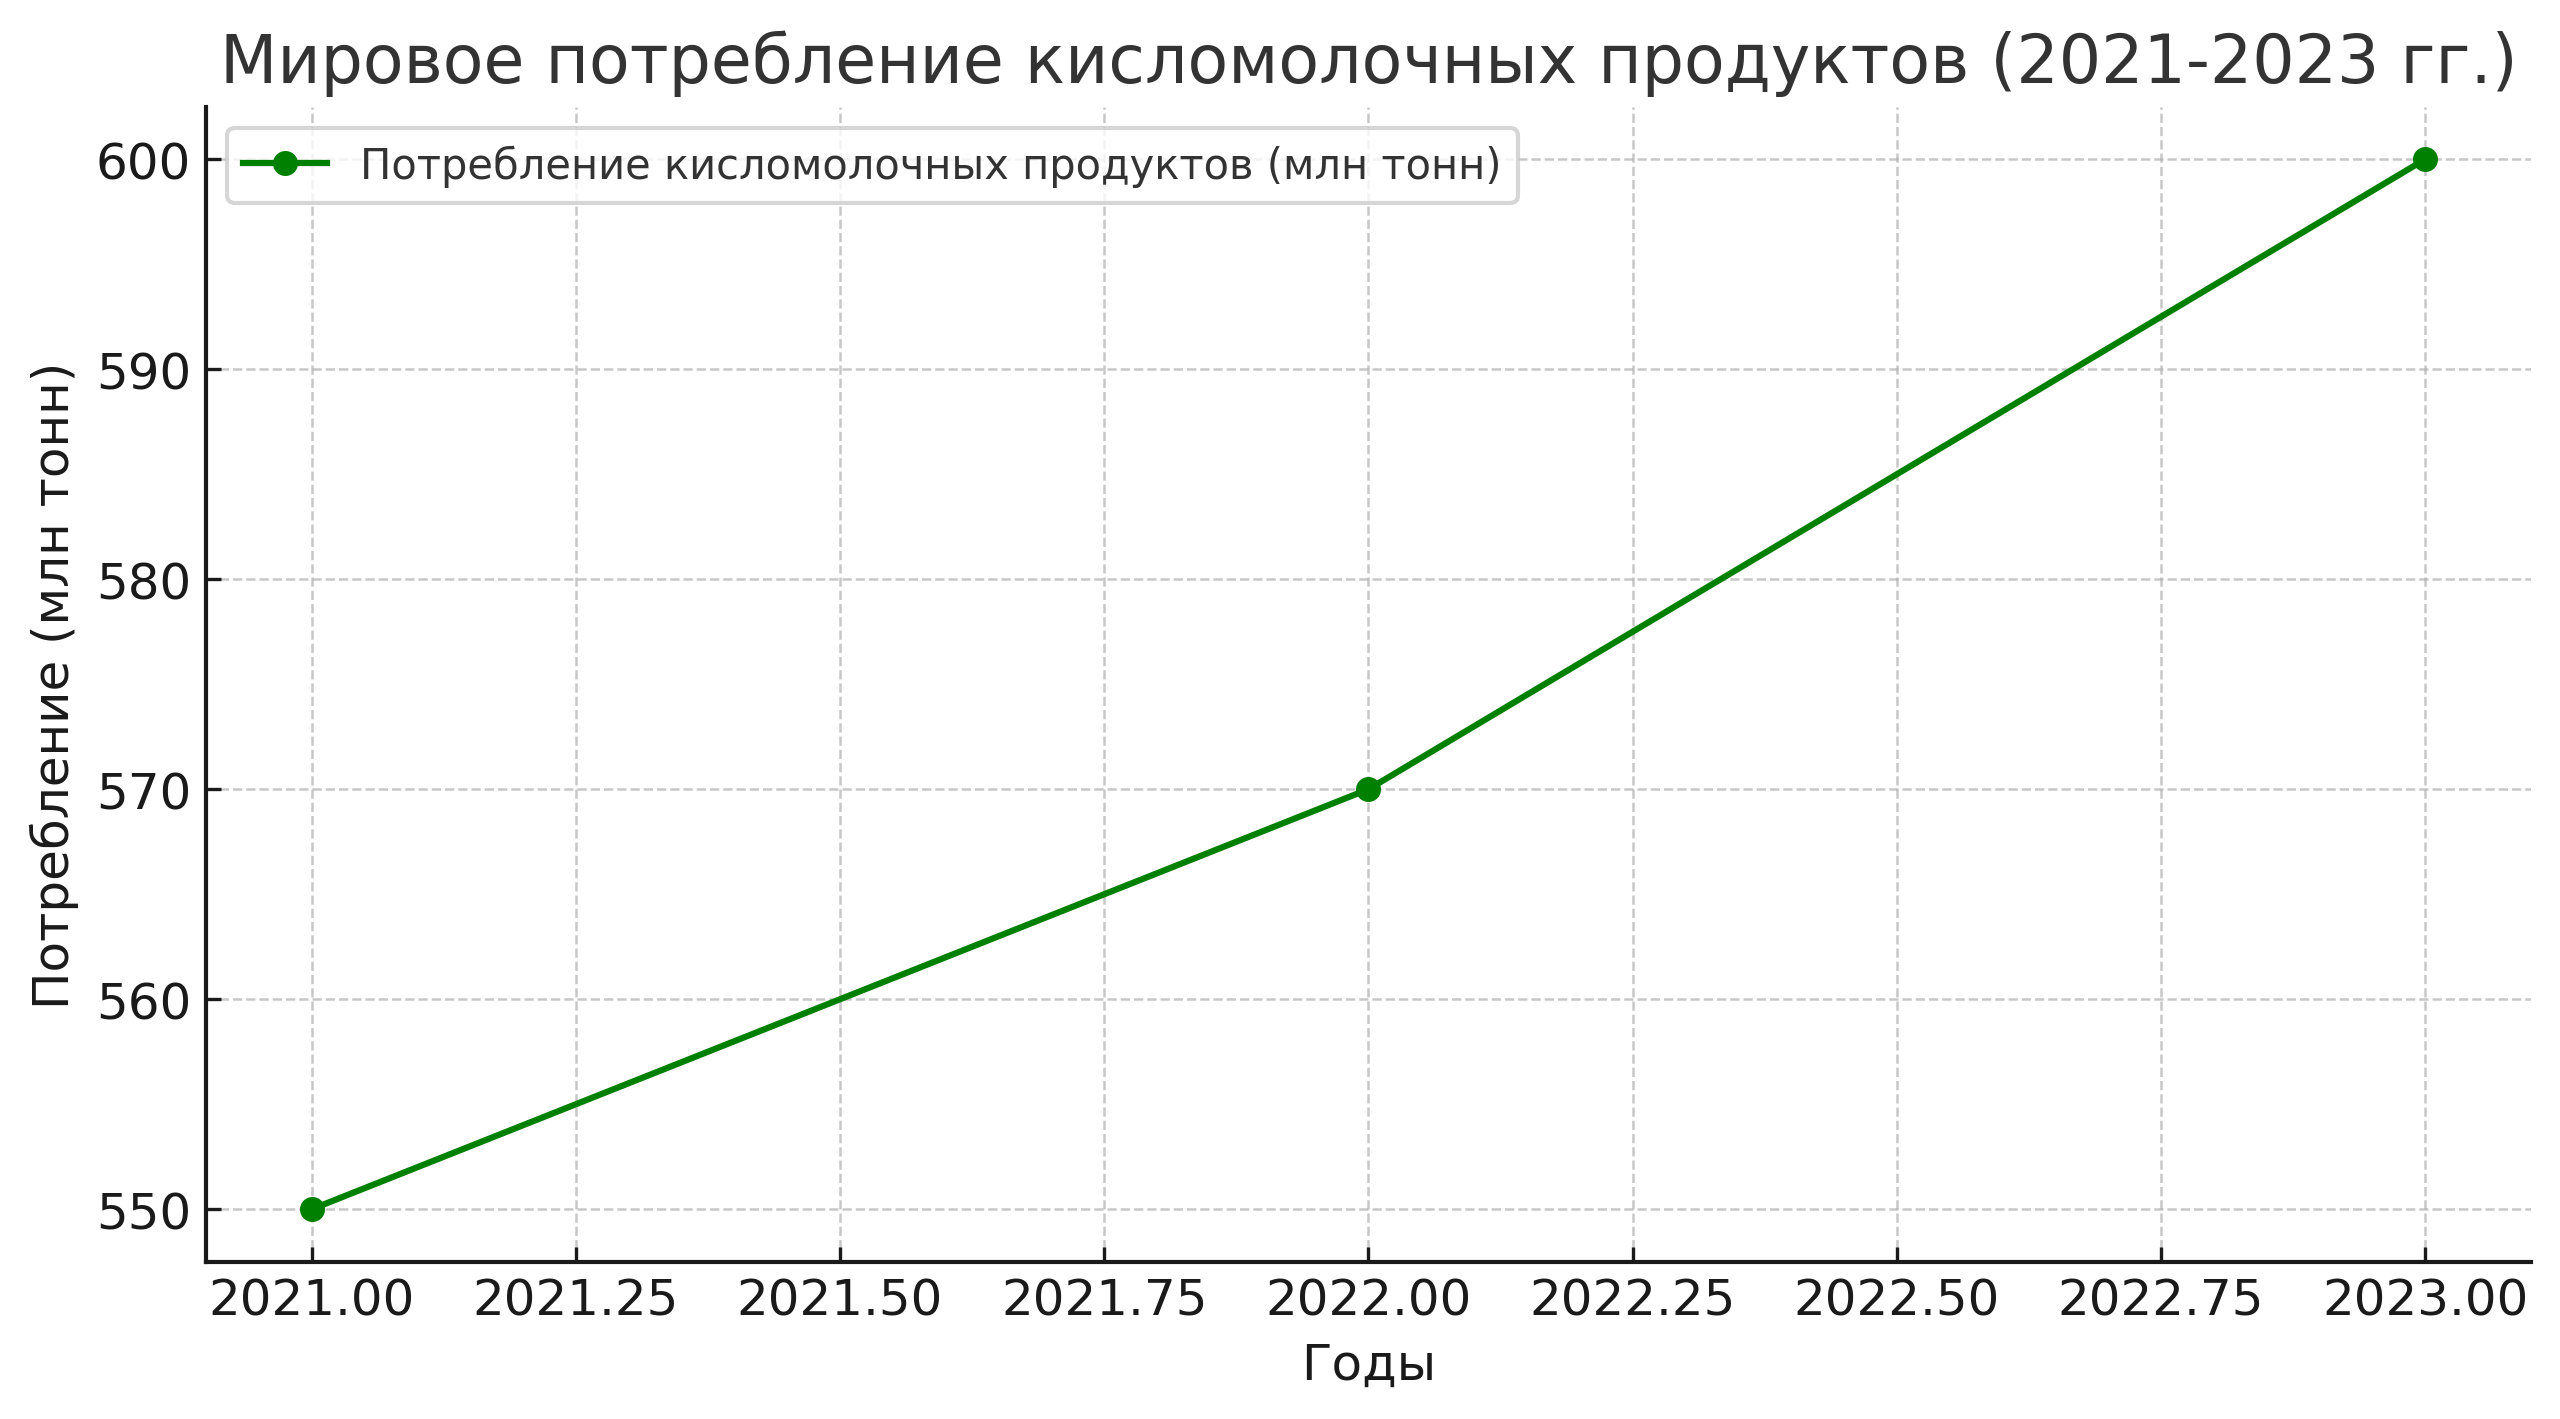 Мировое потребление кисломолочных продуктов (2021-2023 гг.)
Потребление кисломолочных продуктов (млн тонн)
Потребление (млн тонн)
600
590
580
570
560
550
2021.00 2021.25 2021.50 2021.75 2022.00 2022.25 2022.50 2022.75 2023.00
Годы